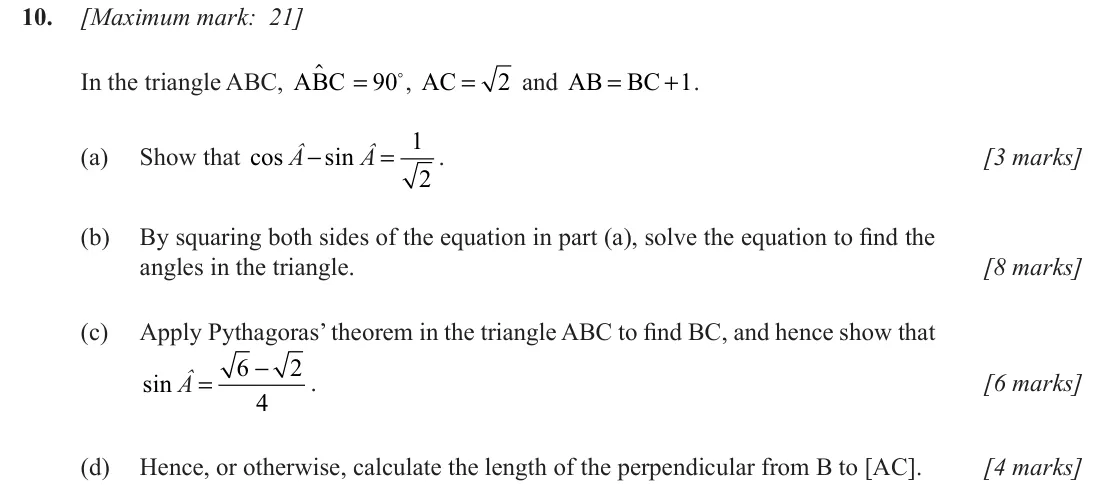 10. [Maximum mark: 21]
In the triangle ABC, AB̂C = 90°, AC = √2 and AB = BC + 1.
(a) Show that cos Â − sin Â = 1/√2. [3 marks]
(b) By squaring both sides of the equation in part (a), solve the equation to find the
angles in the triangle. [8 marks]
(c) Apply Pythagoras’ theorem in the triangle ABC to find BC, and hence show that
sin Â = (√6 − √2)/4. [6 marks]
(d) Hence, or otherwise, calculate the length of the perpendicular from B to [AC]. [4 marks]